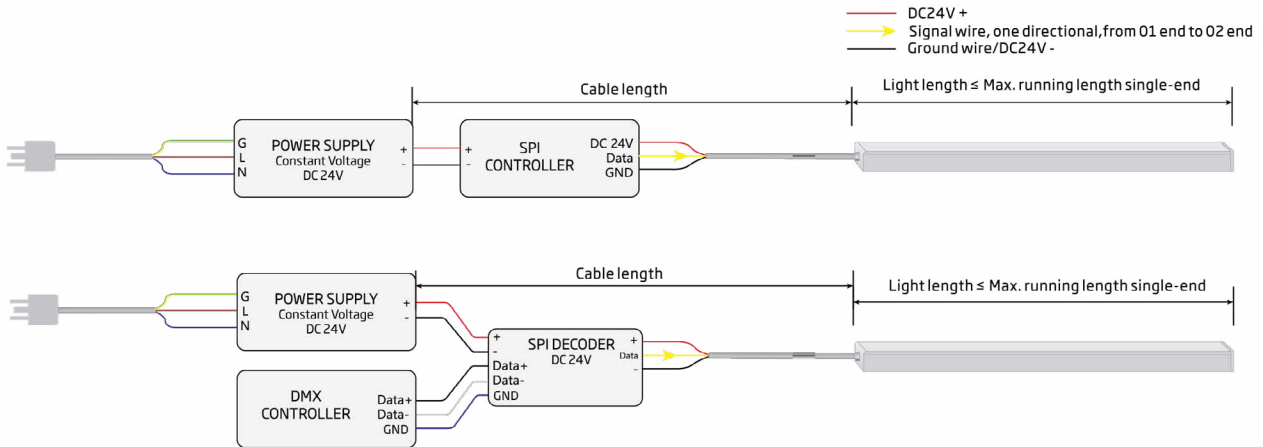 DC24V +
Signal wire, one directional,from 01 end to 02 end
Ground wire/DC24V -
Cable length
Light length ≤ Max. running length single-end
G
L
N
POWER SUPPLY
Constant Voltage
DC 24V
+
-
+
-
SPI
CONTROLLER
DC 24V
Data
GND
Cable length
Light length ≤ Max. running length single-end
G
L
N
POWER SUPPLY
Constant Voltage
DC 24V
+
-
+
-
Data+
Data-
GND
SPI DECODER
DC 24V
+
Data
-
DMX
CONTROLLER
Data+
Data-
GND